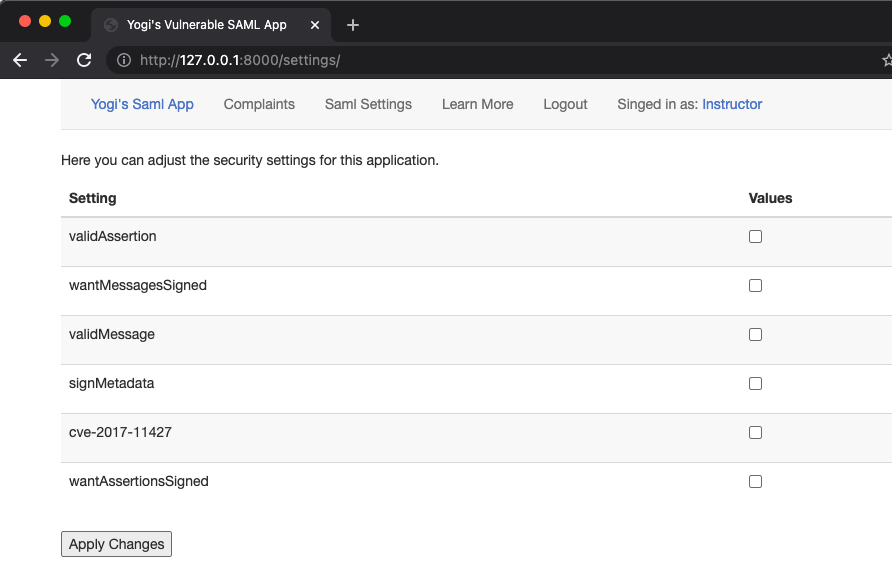 Yogi's Vulnerable SAML App
http://127.0.0.1:8000/settings/
Yogi's Saml App Complaints Saml Settings Learn More Logout Singed in as: Instructor
Here you can adjust the security settings for this application.
Setting Values
validAssertion
wantMessagesSigned
validMessage
signMetadata
cve-2017-11427
wantAssertionsSigned
Apply Changes